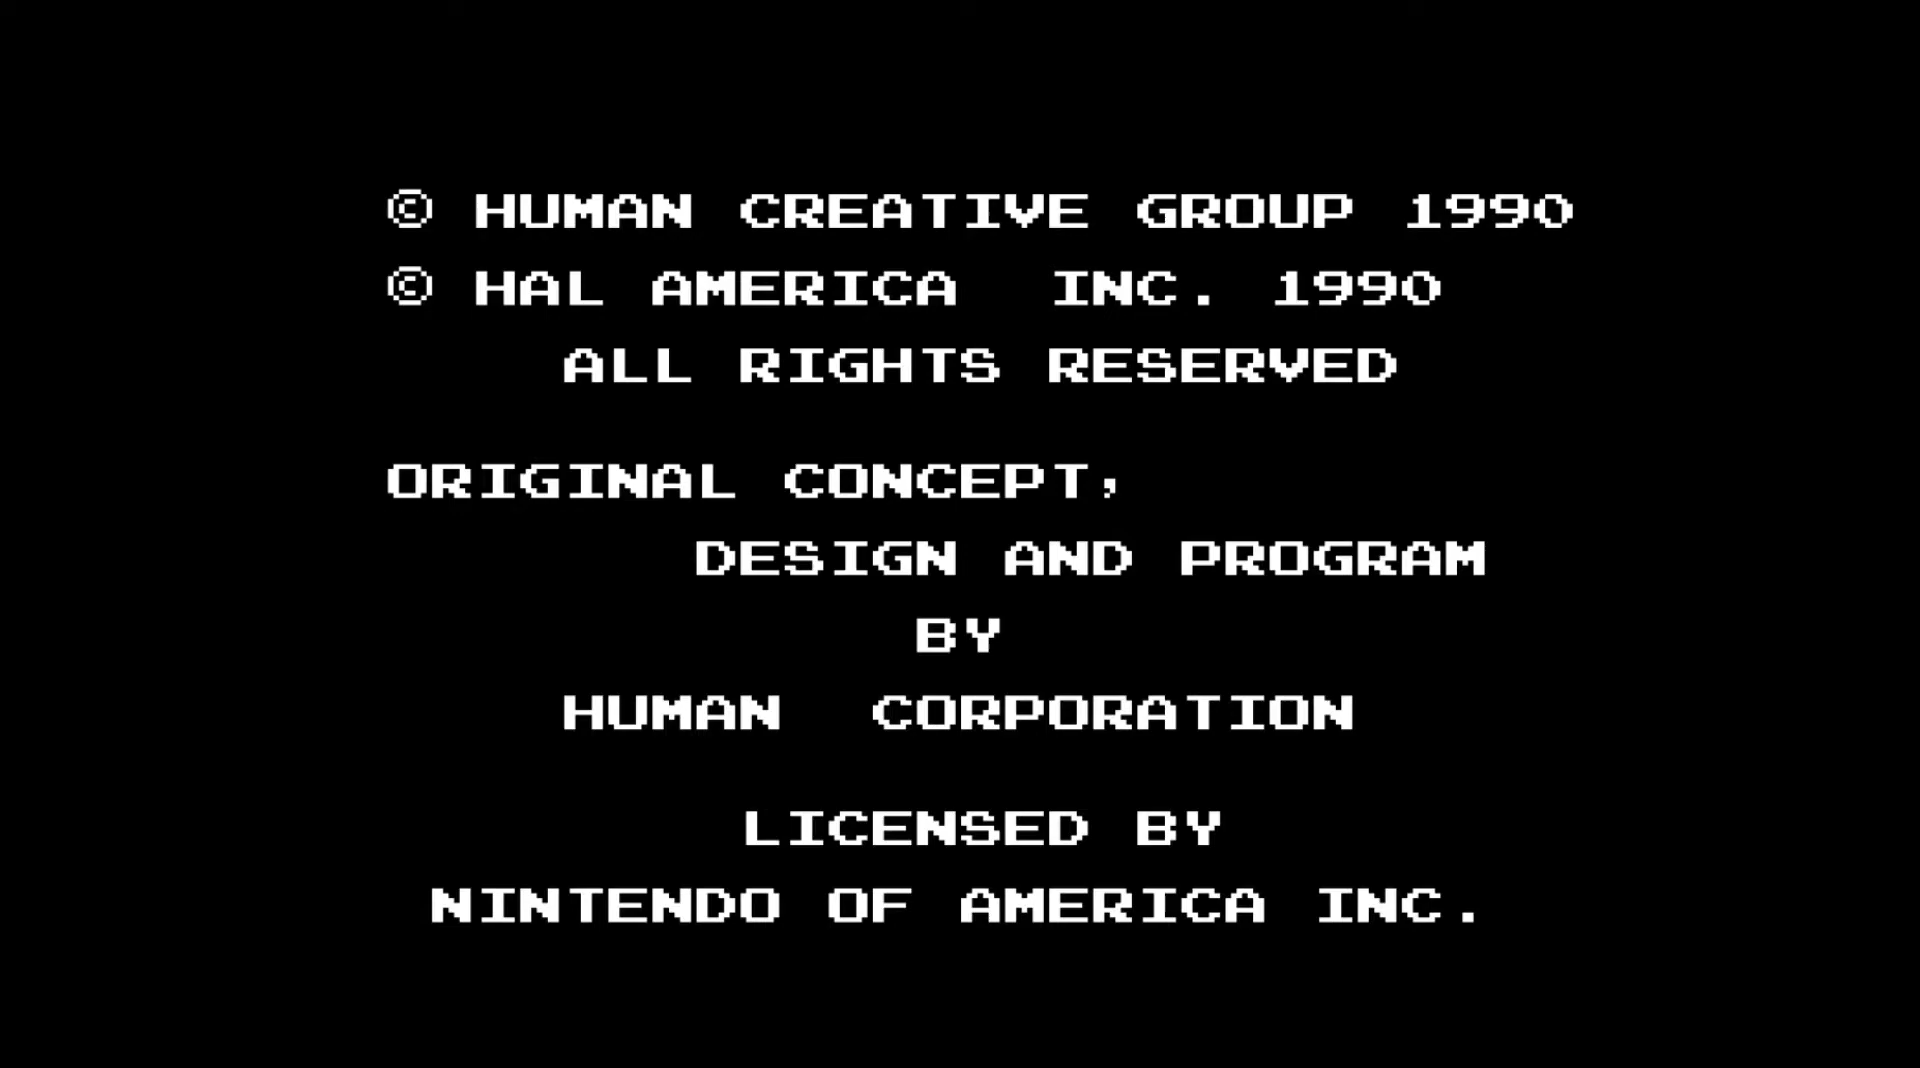 © HUMAN CREATIVE GROUP 1990
© HAL AMERICA INC. 1990
ALL RIGHTS RESERVED
ORIGINAL CONCEPT;
DESIGN AND PROGRAM
BY
HUMAN CORPORATION
LICENSED BY
NINTENDO OF AMERICA INC.